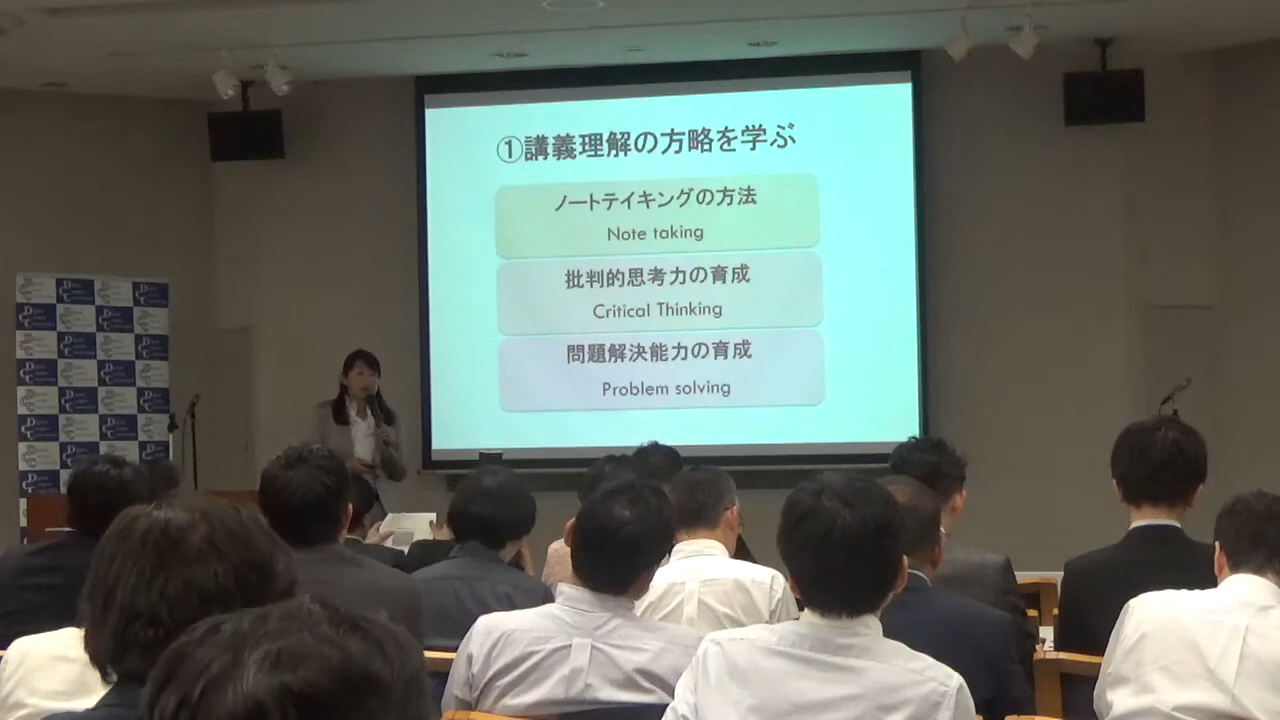 ①講義理解の方略を学ぶ
ノートテイキングの方法
Note taking
批判的思考力の育成
Critical Thinking
問題解決能力の育成
Problem solving